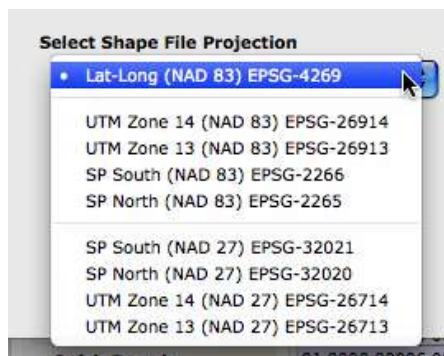 Select Shape File Projection
• Lat-Long (NAD 83) EPSG-4269
UTM Zone 14 (NAD 83) EPSG-26914
UTM Zone 13 (NAD 83) EPSG-26913
SP South (NAD 83) EPSG-2266
SP North (NAD 83) EPSG-2265
SP South (NAD 27) EPSG-32021
SP North (NAD 27) EPSG-32020
UTM Zone 14 (NAD 27) EPSG-26714
UTM Zone 13 (NAD 27) EPSG-26713